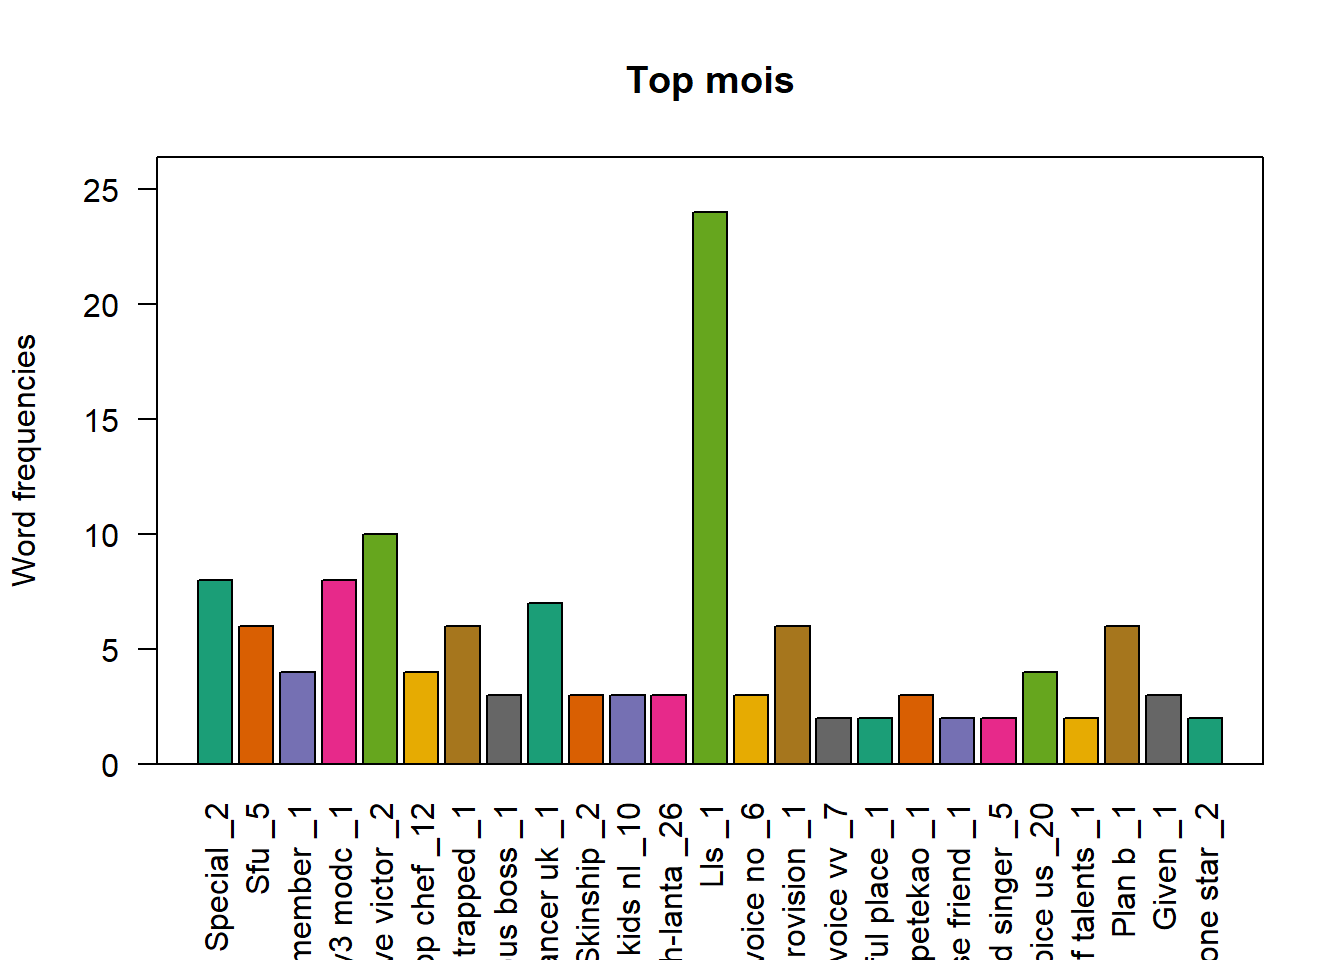 Top mois
Word frequencies
25
20
15
10
5
0
Special _2
Sfu _5
member _1
y3 modc _1
ve victor _2
op chef _12
trapped _1
ous boss _1
ancer uk _1
Skinship _2
kids nl _10
h-lanta _26
Lls _1
voice no _6
rovision _1
voice vv _7
ful place _1
petekao _1
se friend _1
d singer _5
oice us _20
f talents _1
Plan b _1
Given _1
one star _2